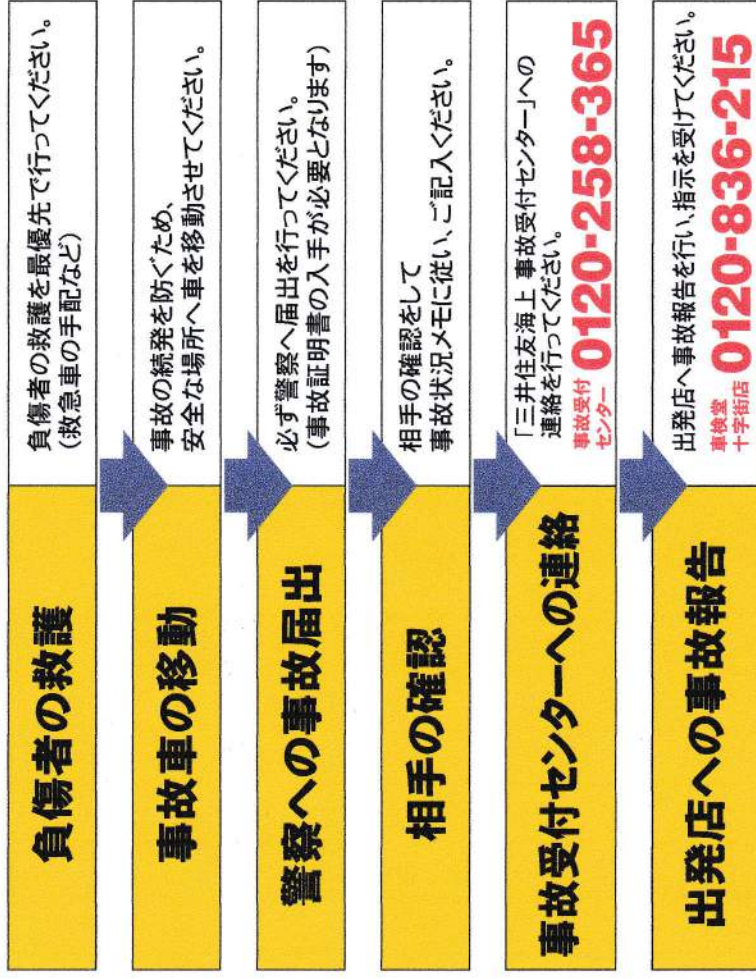 負傷者の救護
負傷者の救護を最優先で行ってください。
(救急車の手配など)
事故車の移動
事故の続発を防ぐため、
安全な場所へ車を移動させてください。
警察への事故届出
必ず警察へ届出を行ってください。
(事故証明書の入手が必要となります)
相手の確認
相手の確認をして
事故状況メモに従い、ご記入ください。
事故受付センターへの連絡
「三井住友海上 事故受付センター」への
連絡を行ってください。
事故受付
センター 0120-258-365
出発店への事故報告
出発店へ事故報告を行い、指示を受けてください。
車検堂
十字街店 0120-836-215